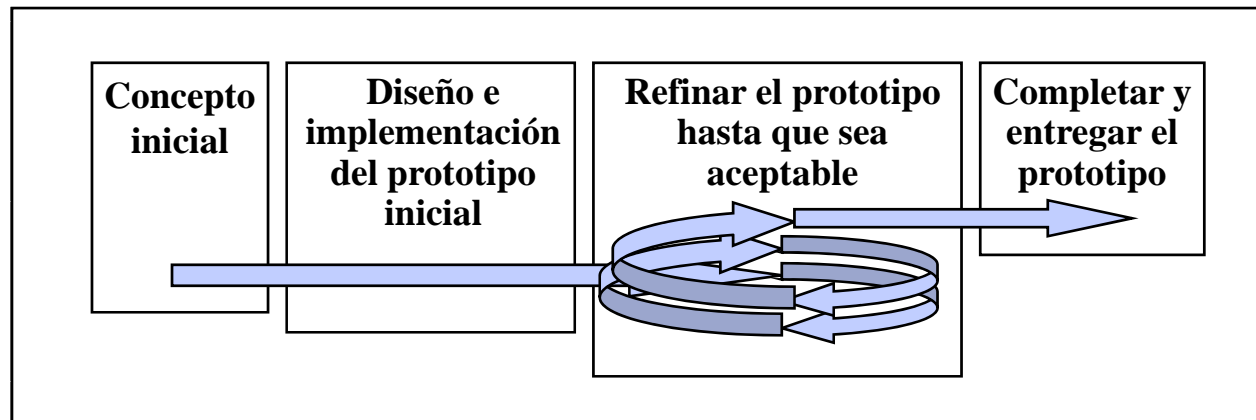 Concepto
inicial
Diseño e
implementación
del prototipo
inicial
Refinar el prototipo
hasta que sea
aceptable
Completar y
entregar el
prototipo